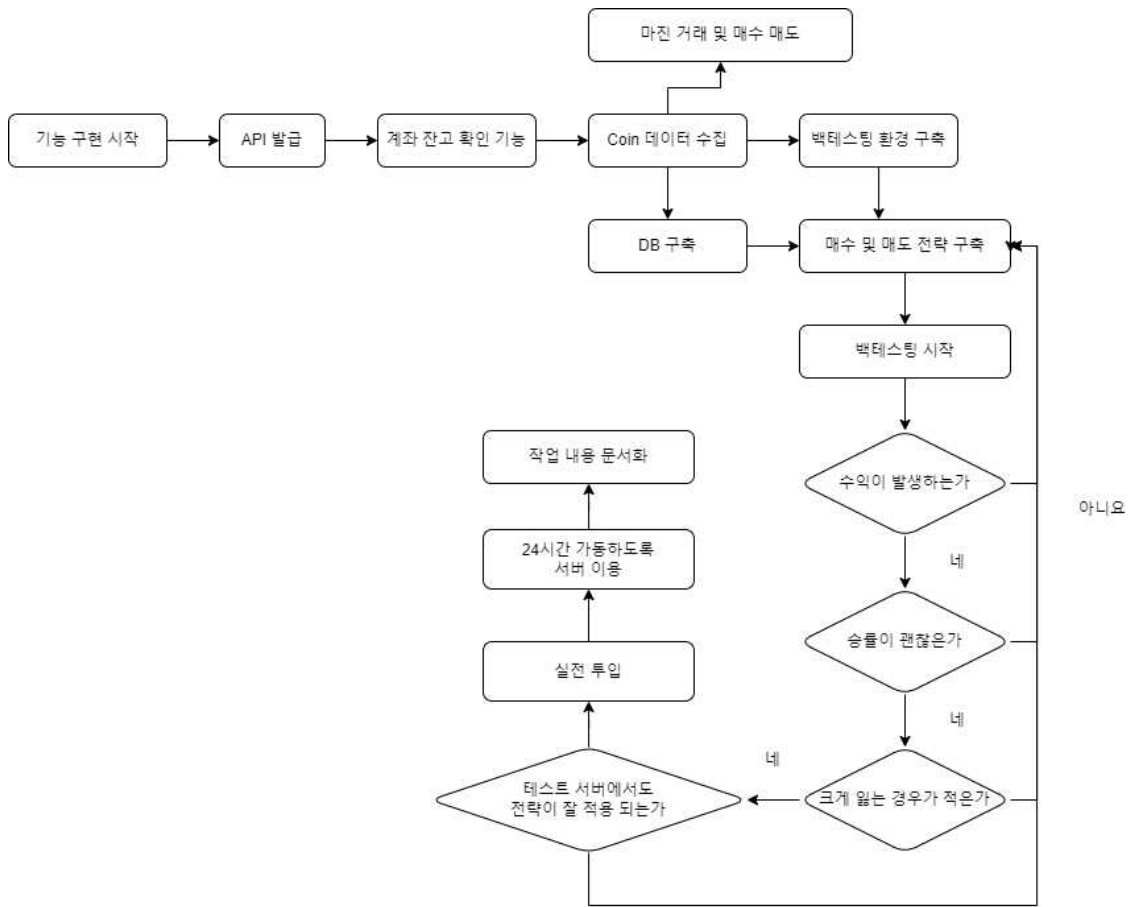 마진 거래 및 매수 매도
기능 구현 시작
API 발급
계좌 잔고 확인 기능
Coin 데이터 수집
백테스팅 환경 구축
DB 구축
매수 및 매도 전략 구축
백테스팅 시작
작업 내용 문서화
수익이 발생하는가
아니요
24시간 가동하도록
서버 이용
네
승률이 괜찮은가
실전 투입
네
네
테스트 서버에서도
전략이 잘 적용 되는가
크게 잃는 경우가 적은가